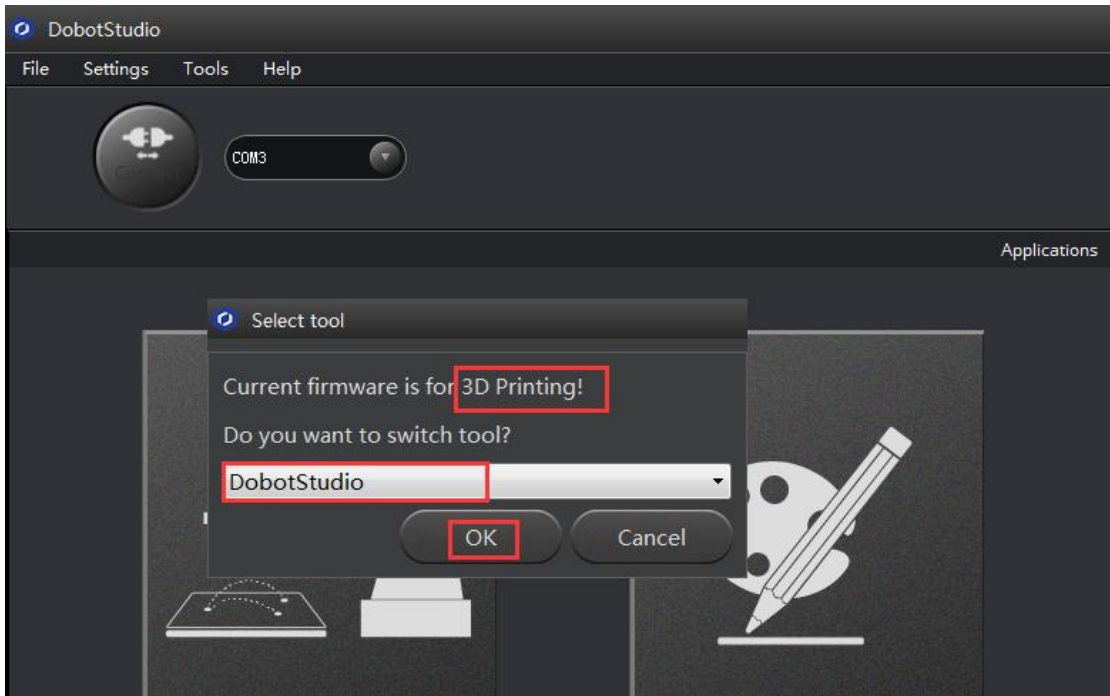 DobotStudio
File Settings Tools Help
Connect
COM3
Applications
Select tool
Current firmware is for 3D Printing!
Do you want to switch tool?
DobotStudio
OK Cancel